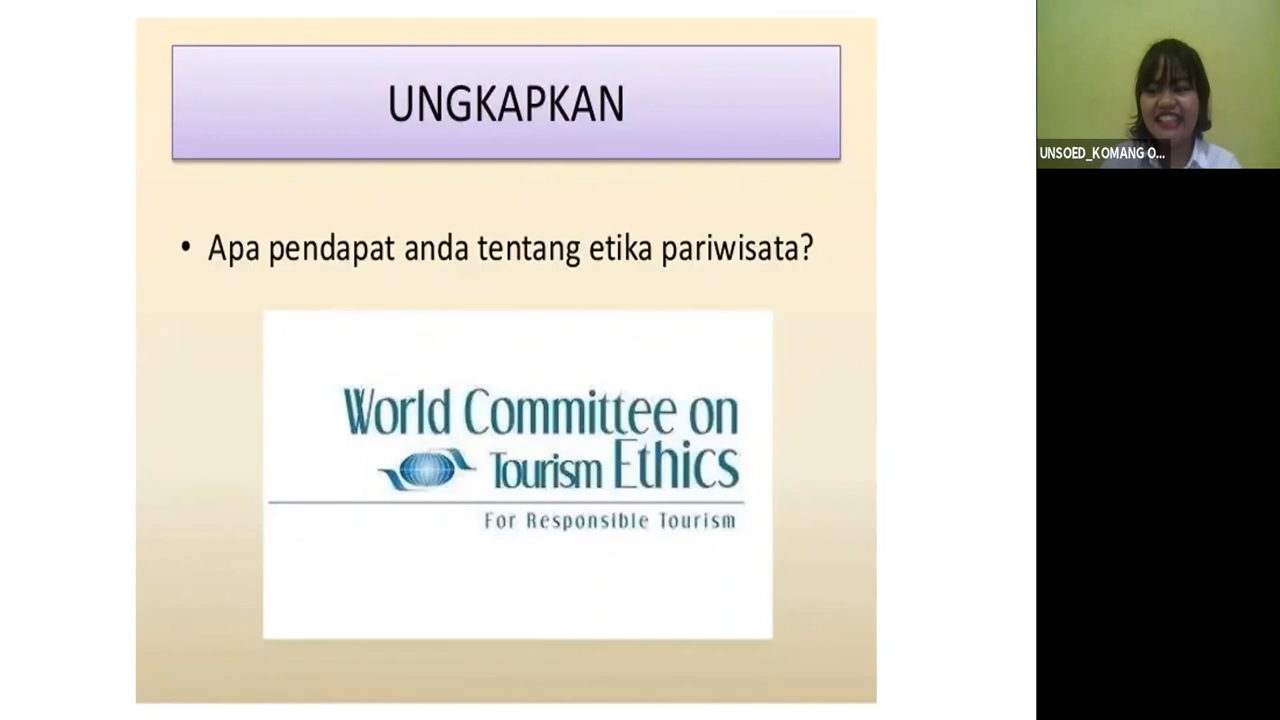 UNGKAPKAN
• Apa pendapat anda tentang etika pariwisata?
World Committee on
Tourism Ethics
For Responsible Tourism
UNSOED_KOMANG O...